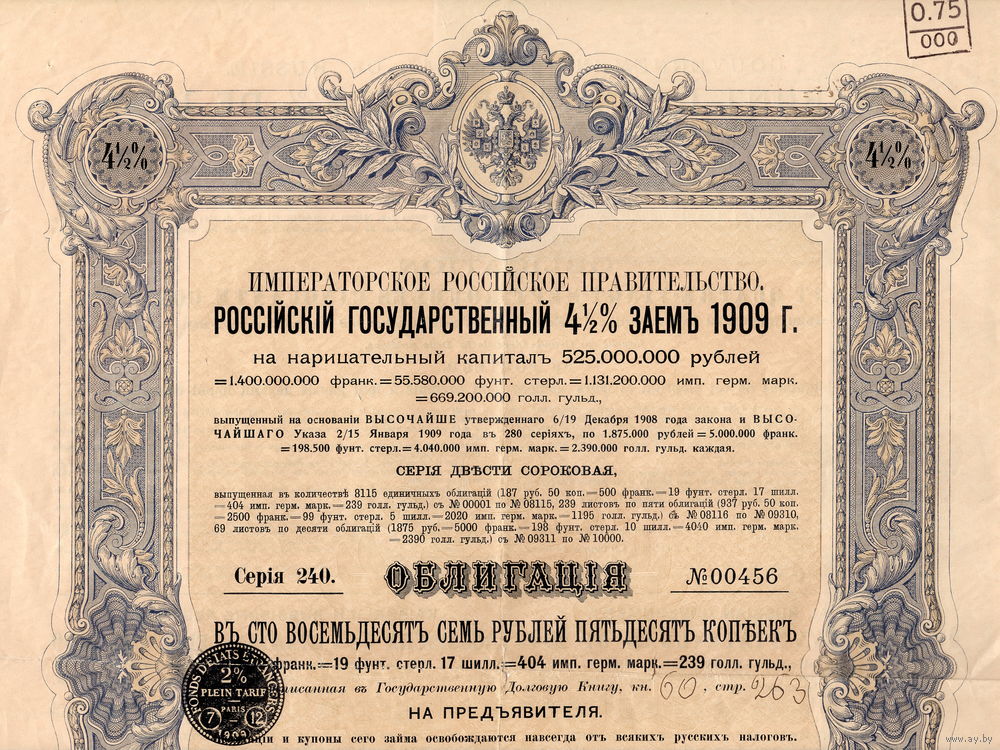 0.75
000
4½% 4½%
ИМПЕРАТОРСКОЕ РОССІЙСКОЕ ПРАВИТЕЛЬСТВО.
РОССІЙСКІЙ ГОСУДАРСТВЕННЫЙ 4½% ЗАЕМЪ 1909 Г.
на нарицательный капиталъ 525.000.000 рублей
=1.400.000.000 франк.=55.580.000 фунт. стерл.=1.131.200.000 имп. герм. марк.
=669.200.000 голл. гульд.,
выпущенный на основаніи ВЫСОЧАЙШЕ утвержденнаго 6/19 Декабря 1908 года закона и ВЫСО-
ЧАЙШАГО Указа 2/15 Января 1909 года въ 280 серіяхъ, по 1.875.000 рублей=5.000.000 франк.
=198.500 фунт. стерл.=4.040.000 имп. герм. марк.=2.390.000 голл. гульд. каждая.
СЕРІЯ ДВѢСТИ СОРОКОВАЯ,
выпущенная въ количествѣ 8115 единичныхъ облигацій (187 руб. 50 коп.=500 франк.=19 фунт. стерл. 17 шилл.
=404 имп. герм. марк.=239 голл. гульд.) съ №00001 по №08115, 239 листовъ по пяти облигацій (937 руб. 50 коп.
=2500 франк.=99 фунт. стерл. 5 шилл.=2020 имп. герм. марк.=1195 голл. гульд.) съ №08116 по №09310,
69 листовъ по десяти облигацій (1875 руб.=5000 франк.=198 фунт. стерл. 10 шилл.=4040 имп. герм. марк.
=2390 голл. гульд.) съ №09311 по №10000.
Серія 240. ОБЛИГАЦІЯ №00456
ВЪ СТО ВОСЕМЬДЕСЯТЪ СЕМЬ РУБЛЕЙ ПЯТЬДЕСЯТЪ КОПѢЕКЪ
франк.=19 фунт. стерл. 17 шилл.=404 имп. герм. марк.=239 голл. гульд.,
писанная въ Государственную Долговую Книгу, кн. 60, стр. 263
НА ПРЕДЪЯВИТЕЛЯ.
и купоны сего займа освобождаются навсегда отъ всякихъ русскихъ налоговъ.
FONDS D'ETATS ETRANGERS
2%
PLEIN TARIF
PARIS
7 12
1909
www.ay.by